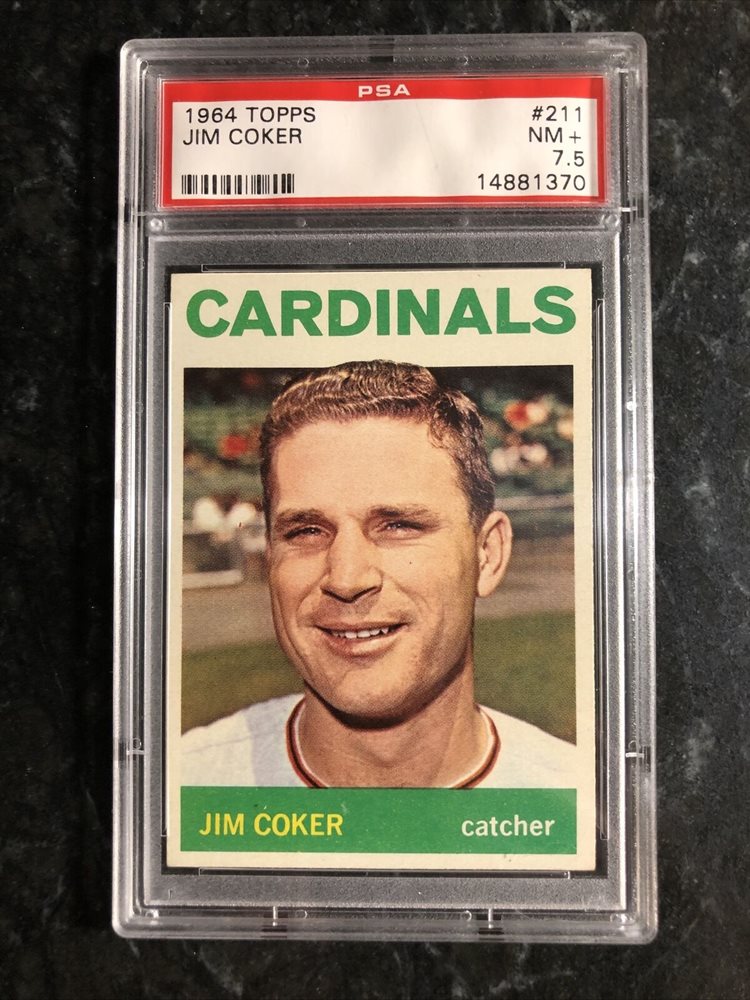 PSA
1964 TOPPS #211
JIM COKER NM+
7.5
14881370
CARDINALS
JIM COKER catcher